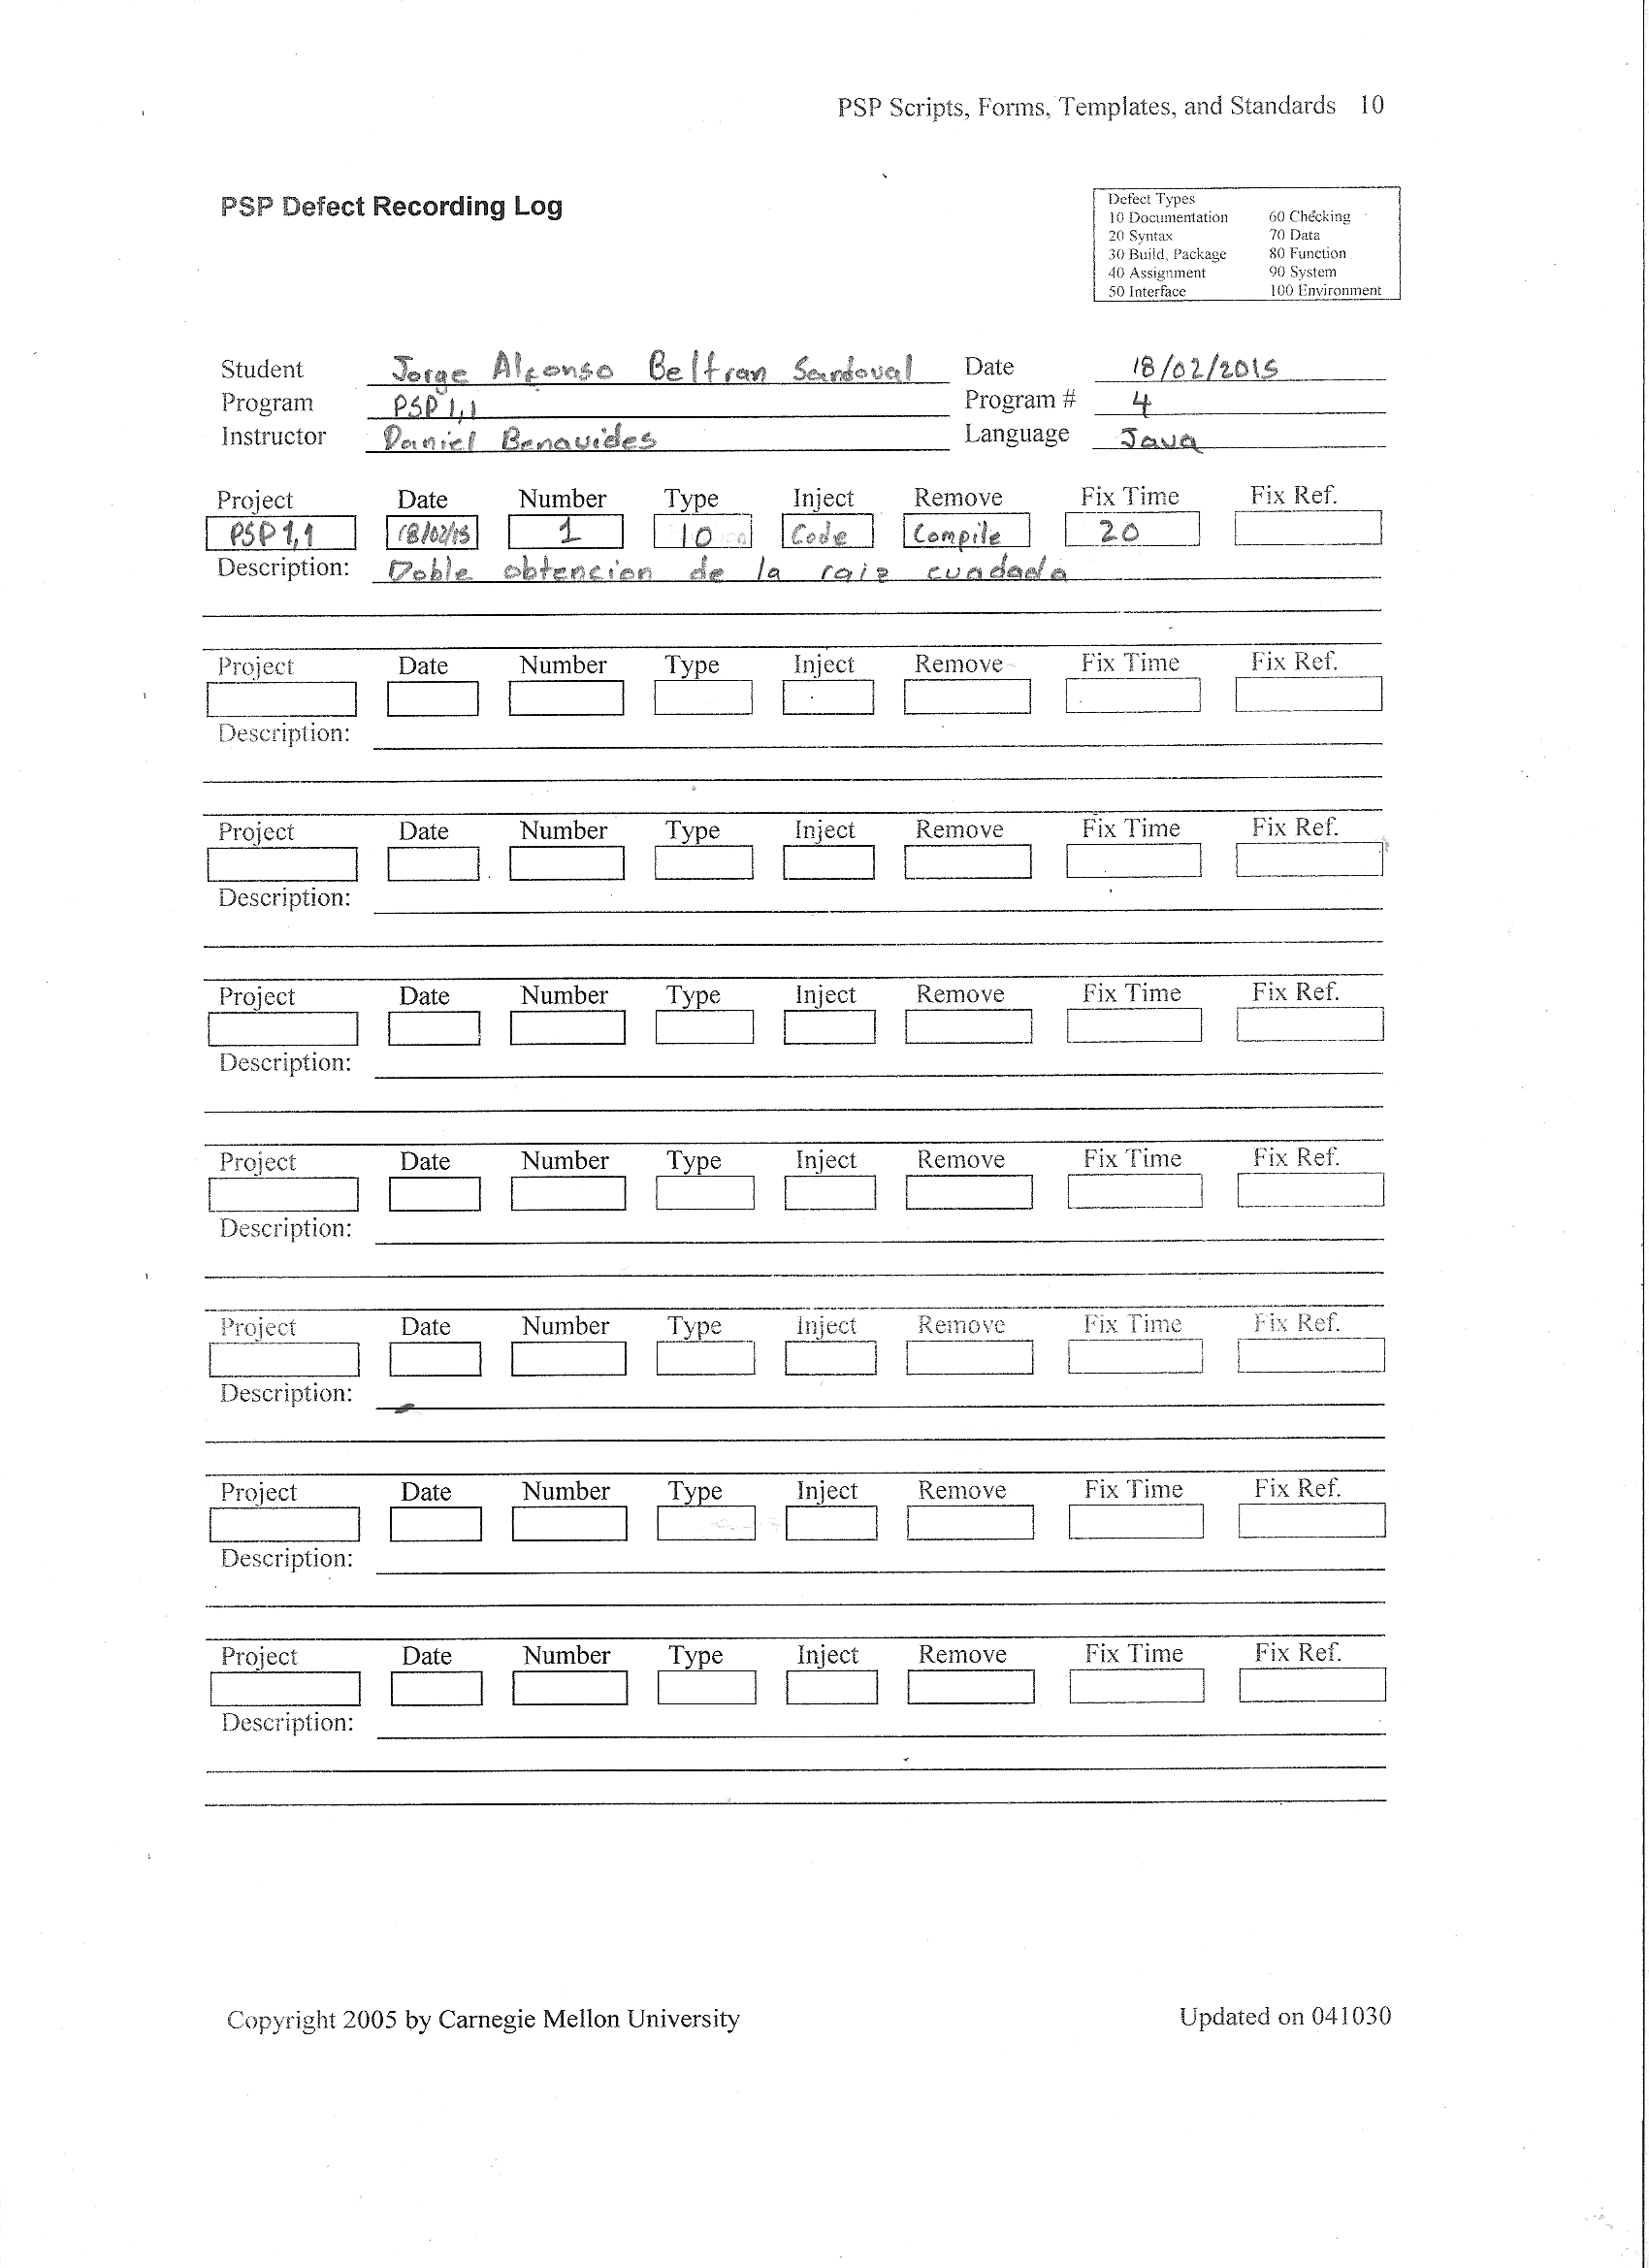 PSP Scripts, Forms, Templates, and Standards 10
PSP Defect Recording Log
Defect Types
10 Documentation 60 Checking
20 Syntax 70 Data
30 Build, Package 80 Function
40 Assignment 90 System
50 Interface 100 Environment
Student Jorge Alfonso Beltran Sandoval Date 18/02/2015
Program PSP 1,1 Program # 4
Instructor Daniel Benavides Language Java
Project Date Number Type Inject Remove Fix Time Fix Ref.
PSP 1,1 18/02/15 1 10 Code Compile 20
Description: Doble obtencion de la raiz cuadada
Project Date Number Type Inject Remove Fix Time Fix Ref.
Description:
Project Date Number Type Inject Remove Fix Time Fix Ref.
Description:
Project Date Number Type Inject Remove Fix Time Fix Ref.
Description:
Project Date Number Type Inject Remove Fix Time Fix Ref.
Description:
Project Date Number Type Inject Remove Fix Time Fix Ref.
Description:
Project Date Number Type Inject Remove Fix Time Fix Ref.
Description:
Project Date Number Type Inject Remove Fix Time Fix Ref.
Description:
Copyright 2005 by Carnegie Mellon University Updated on 041030